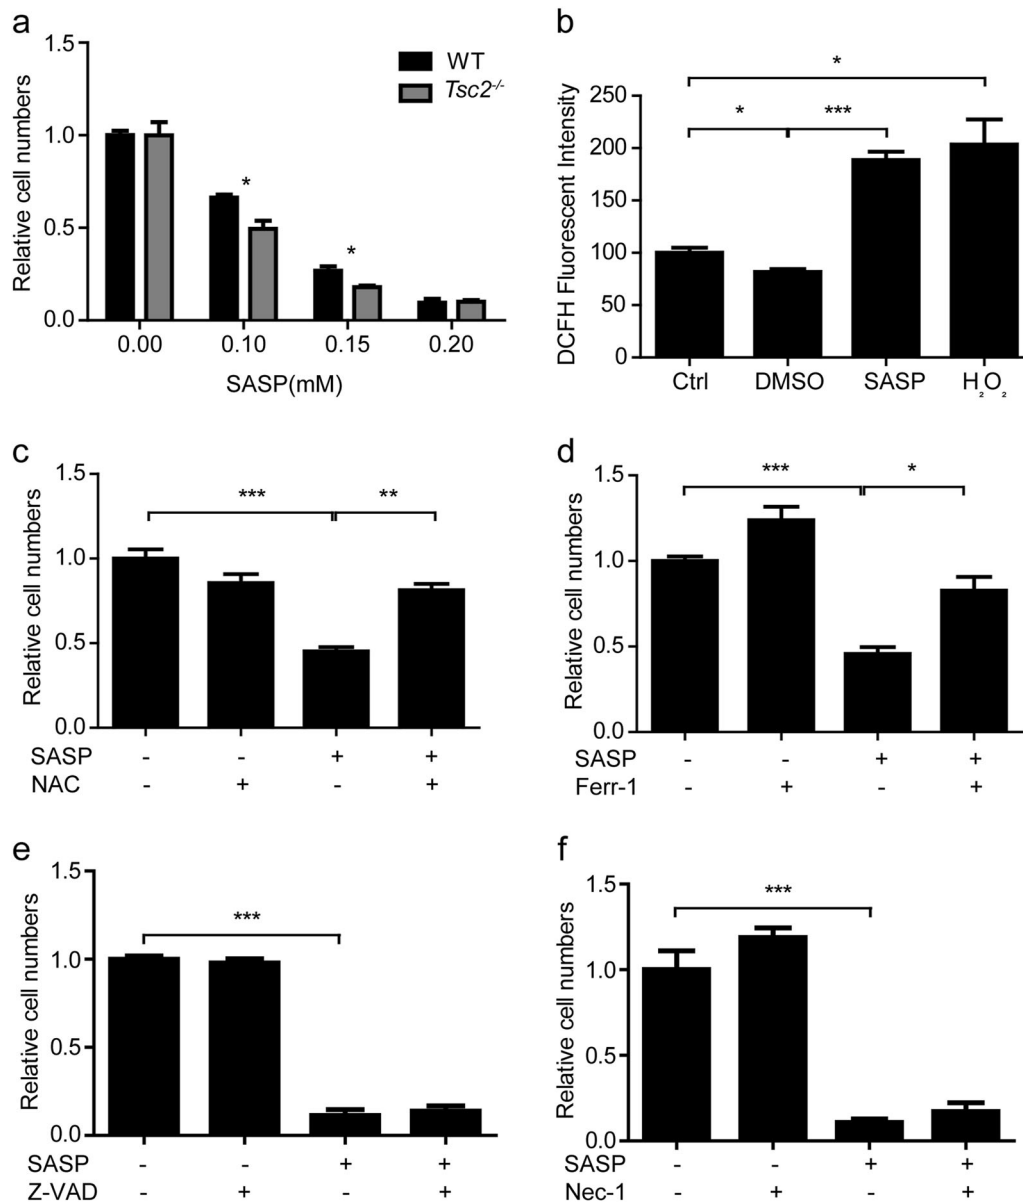 a
1.5
1.0
0.5
0.0
Relative cell numbers
WT
Tsc2-/-
*
*
0.00 0.10 0.15 0.20
SASP(mM)
b
250
200
150
100
50
0
DCFH Fluorescent Intensity
*
* ***
Ctrl DMSO SASP H₂O₂
c
1.5
1.0
0.5
0.0
Relative cell numbers
*** **
SASP - - + +
NAC - + - +
d
1.5
1.0
0.5
0.0
Relative cell numbers
*** *
SASP - - + +
Ferr-1 - + - +
e
1.5
1.0
0.5
0.0
Relative cell numbers
***
SASP - - + +
Z-VAD - + - +
f
1.5
1.0
0.5
0.0
Relative cell numbers
***
SASP - - + +
Nec-1 - + - +